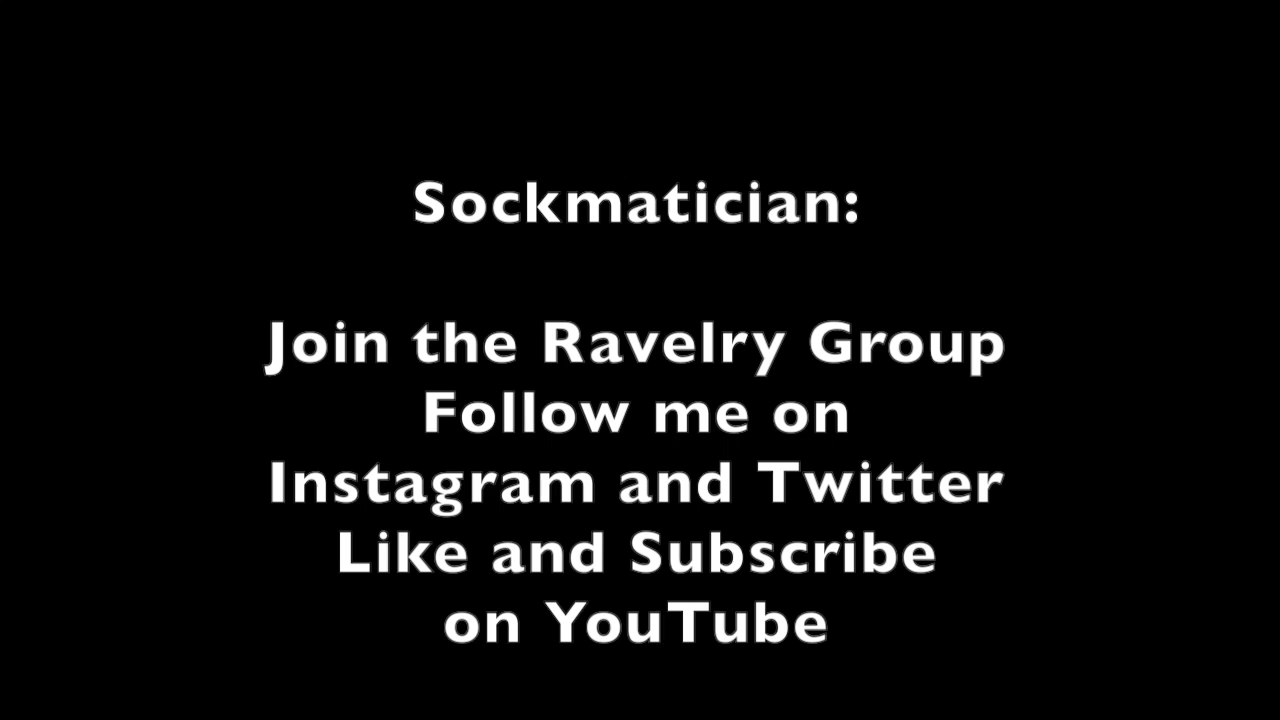 Sockmatician:
Join the Ravelry Group
Follow me on
Instagram and Twitter
Like and Subscribe
on YouTube